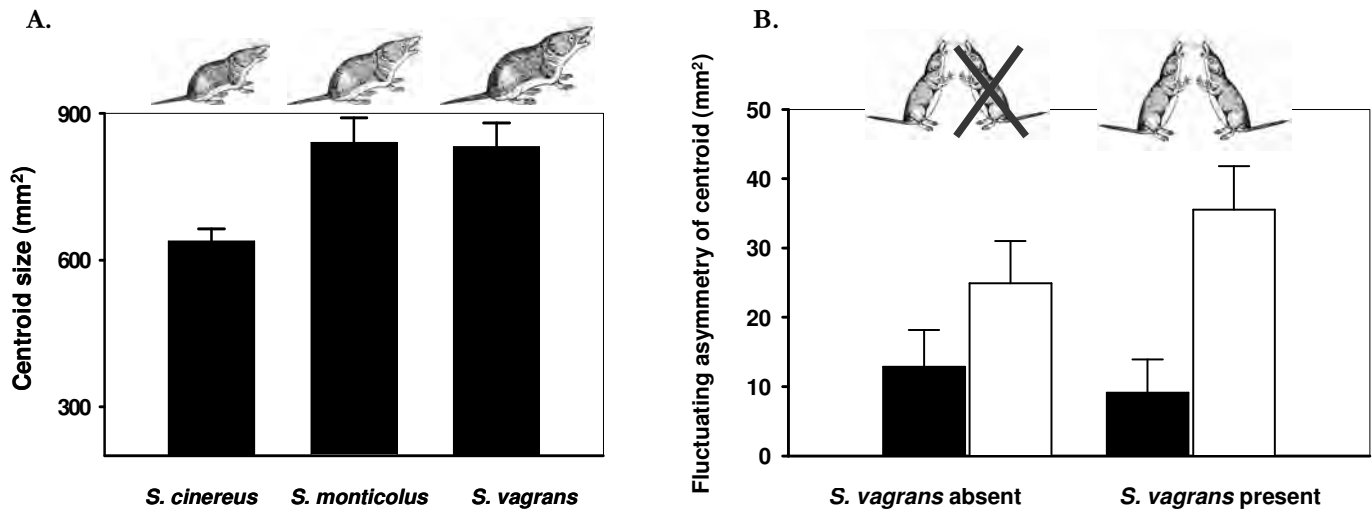 A.
900
600
300
Centroid size (mm²)
S. cinereus
S. monticolus
S. vagrans
B.
50
40
30
20
10
0
Fluctuating asymmetry of centroid (mm²)
S. vagrans absent
S. vagrans present